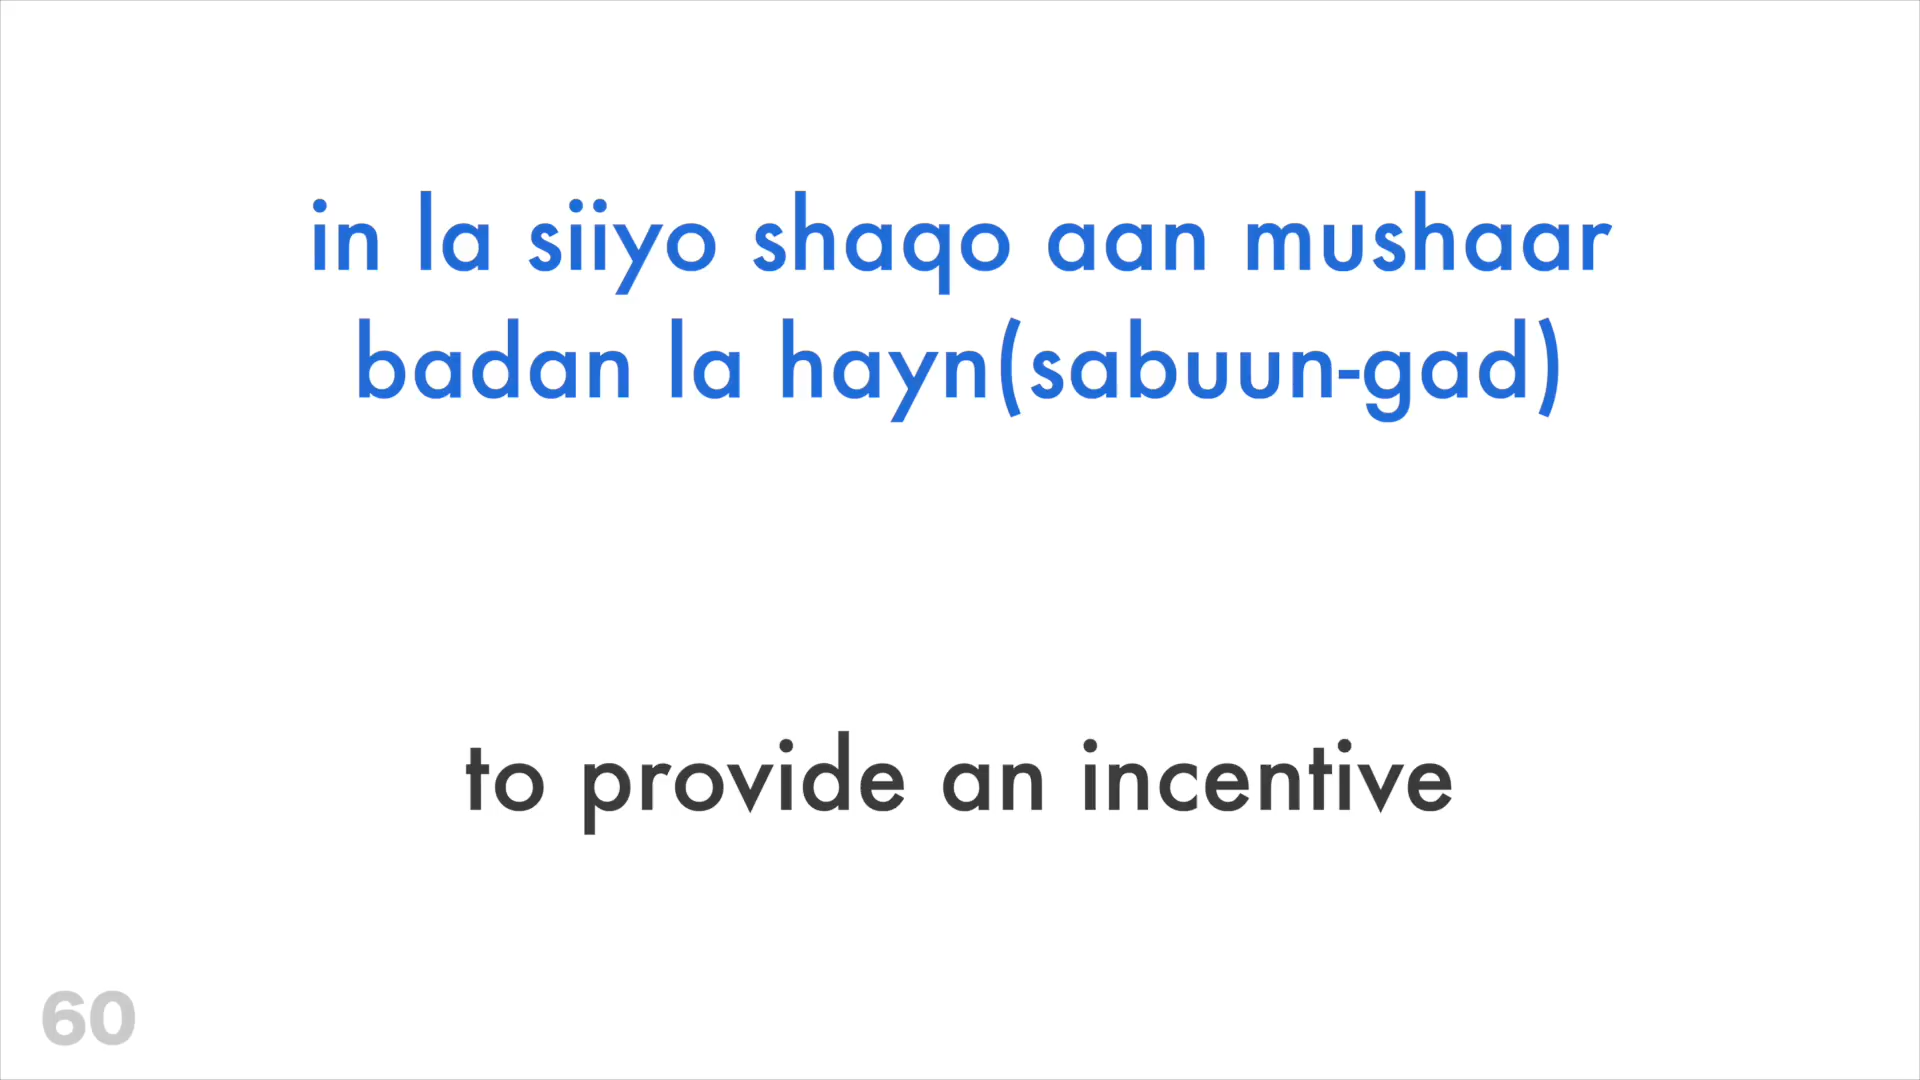 in la siiyo shaqo aan mushaar
badan la hayn(sabuun-gad)
to provide an incentive
60